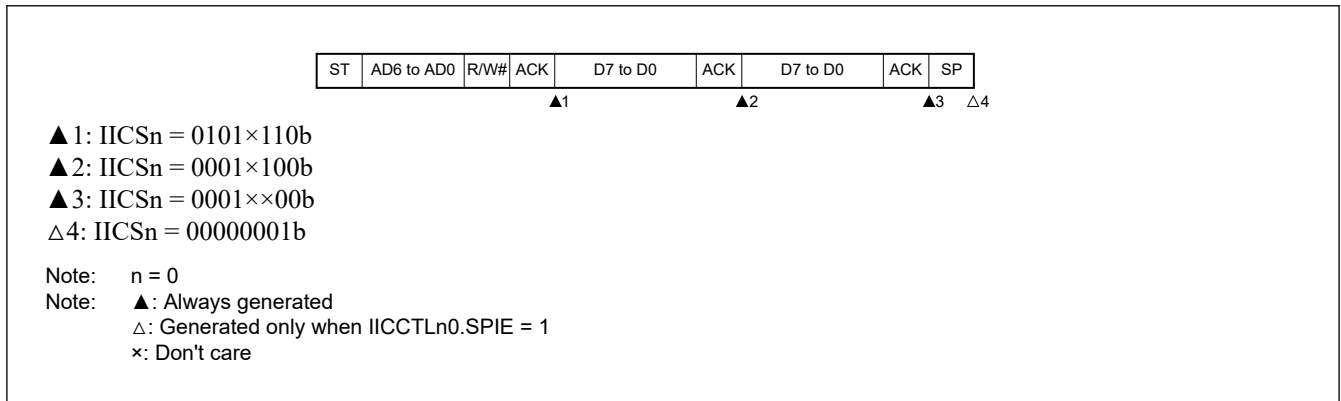 ST AD6 to AD0 R/W# ACK D7 to D0 ACK D7 to D0 ACK SP
▲1 ▲2 ▲3 △4
▲1: IICSn = 0101×110b
▲2: IICSn = 0001×100b
▲3: IICSn = 0001××00b
△4: IICSn = 00000001b
Note: n = 0
Note: ▲: Always generated
△: Generated only when IICCTLn0.SPIE = 1
×: Don't care